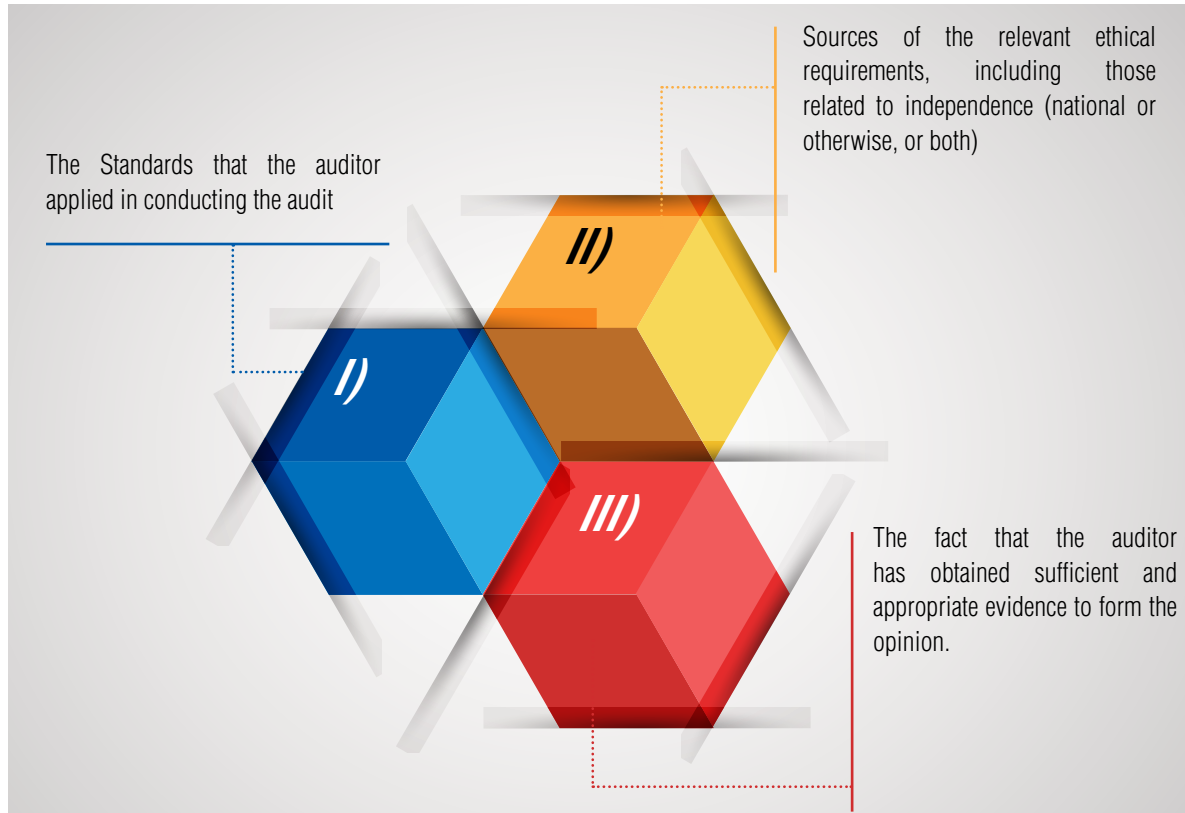 The Standards that the auditor
applied in conducting the audit
I)
Sources of the relevant ethical
requirements, including those
related to independence (national or
otherwise, or both)
II)
III)
The fact that the auditor
has obtained sufficient and
appropriate evidence to form the
opinion.